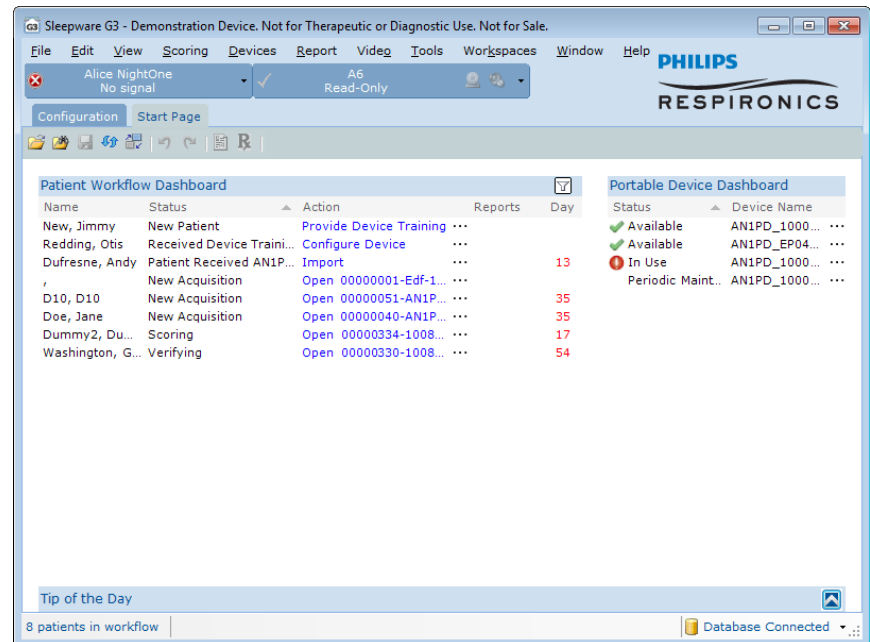 G3 Sleepware G3 - Demonstration Device. Not for Therapeutic or Diagnostic Use. Not for Sale.
File Edit View Scoring Devices Report Video Tools Workspaces Window Help
PHILIPS
RESPIRONICS
Alice NightOne
No signal
A6
Read-Only
Configuration Start Page
Patient Workflow Dashboard
Name Status Action Reports Day
New, Jimmy New Patient Provide Device Training ...
Redding, Otis Received Device Traini... Configure Device ...
Dufresne, Andy Patient Received AN1P... Import ... 13
, New Acquisition Open 00000001-Edf-1... ...
D10, D10 New Acquisition Open 00000051-AN1P... ... 35
Doe, Jane New Acquisition Open 00000040-AN1P... ... 35
Dummy2, Du... Scoring Open 00000334-1008... ... 17
Washington, G... Verifying Open 00000330-1008... ... 54
Portable Device Dashboard
Status Device Name
Available AN1PD_1000... ...
Available AN1PD_EP04... ...
In Use AN1PD_1000... ...
Periodic Maint... AN1PD_1000... ...
Tip of the Day
8 patients in workflow
Database Connected